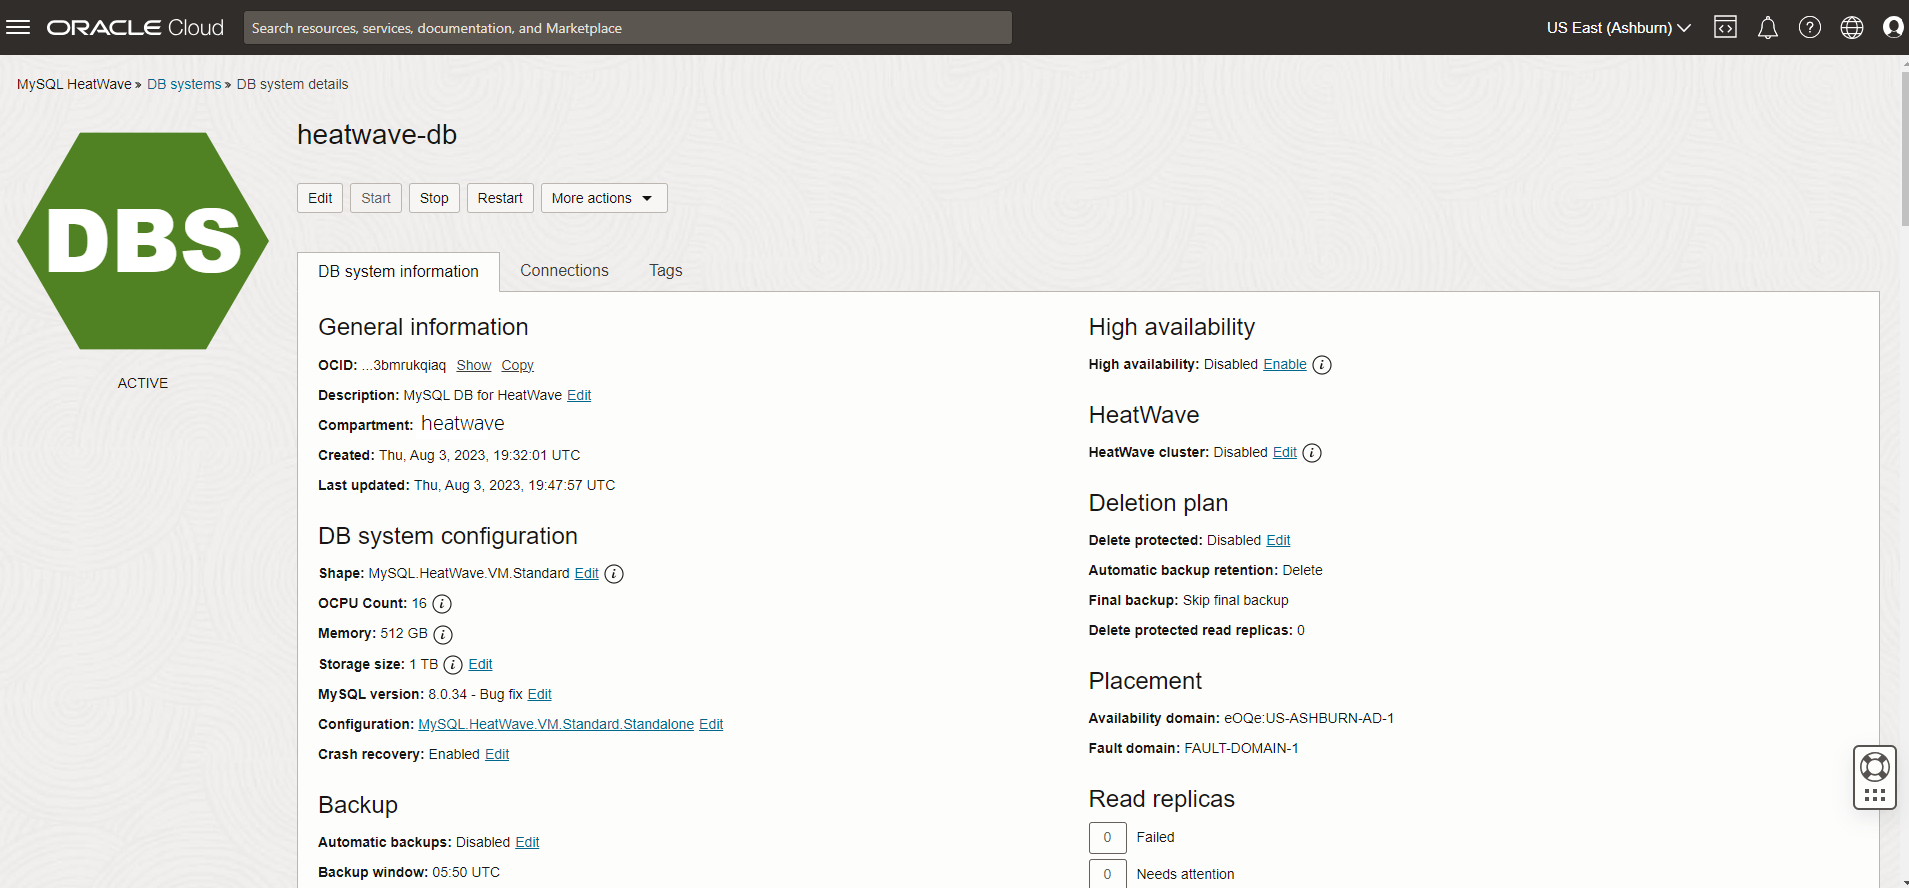 ORACLE Cloud
Search resources, services, documentation, and Marketplace
US East (Ashburn)
MySQL HeatWave » DB systems » DB system details
DBS
ACTIVE
heatwave-db
Edit Start Stop Restart More actions
DB system information Connections Tags
General information
OCID: ...3bmrukqiaq Show Copy
Description: MySQL DB for HeatWave Edit
Compartment: heatwave
Created: Thu, Aug 3, 2023, 19:32:01 UTC
Last updated: Thu, Aug 3, 2023, 19:47:57 UTC
DB system configuration
Shape: MySQL.HeatWave.VM.Standard Edit i
OCPU Count: 16 i
Memory: 512 GB i
Storage size: 1 TB i Edit
MySQL version: 8.0.34 - Bug fix Edit
Configuration: MySQL.HeatWave.VM.Standard.Standalone Edit
Crash recovery: Enabled Edit
Backup
Automatic backups: Disabled Edit
Backup window: 05:50 UTC
High availability
High availability: Disabled Enable i
HeatWave
HeatWave cluster: Disabled Edit i
Deletion plan
Delete protected: Disabled Edit
Automatic backup retention: Delete
Final backup: Skip final backup
Delete protected read replicas: 0
Placement
Availability domain: eOQe:US-ASHBURN-AD-1
Fault domain: FAULT-DOMAIN-1
Read replicas
0 Failed
0 Needs attention